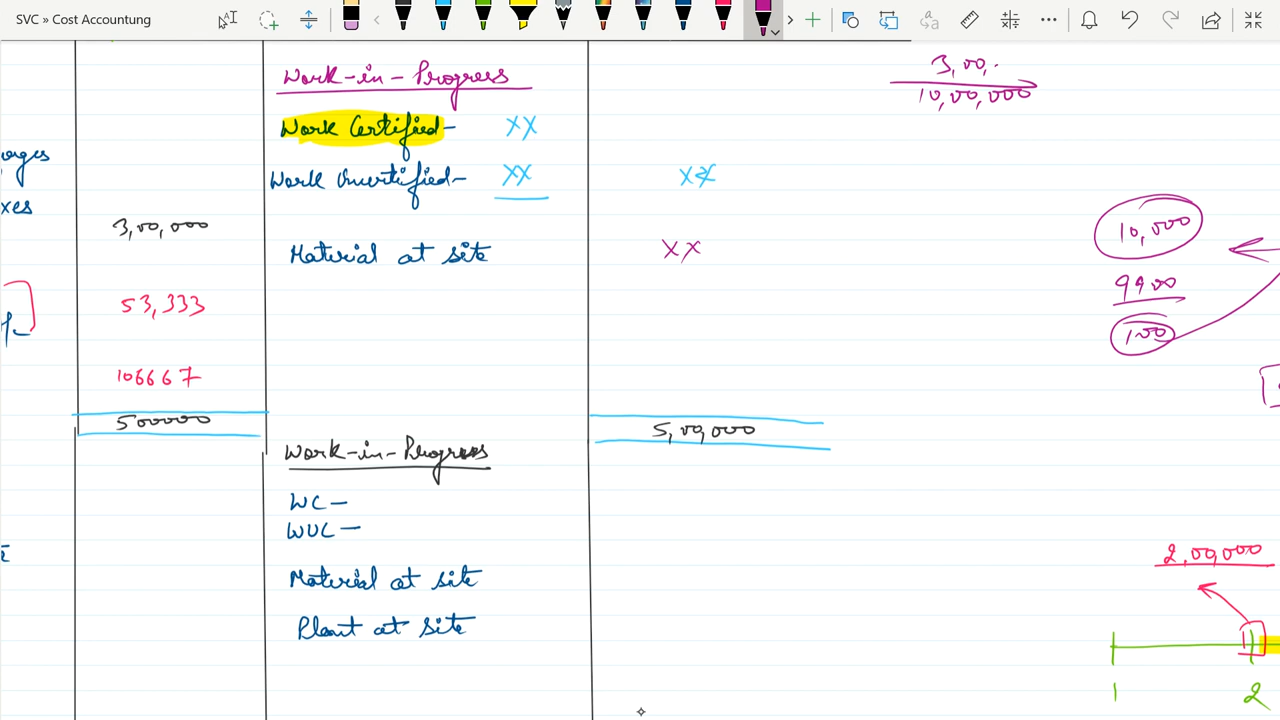 SVC » Cost Accountung
Work-in-Progress
Work Certified- XX
Work Uncertified- XX XX
Material at site XX
xes
3,00,000
53,333
106667
500000
5,00,000
Work-in-Progress
WC-
WUC-
Material at site
Plant at site
3,00,
10,00,000
10,000
9900
100
2,00,000
1 2